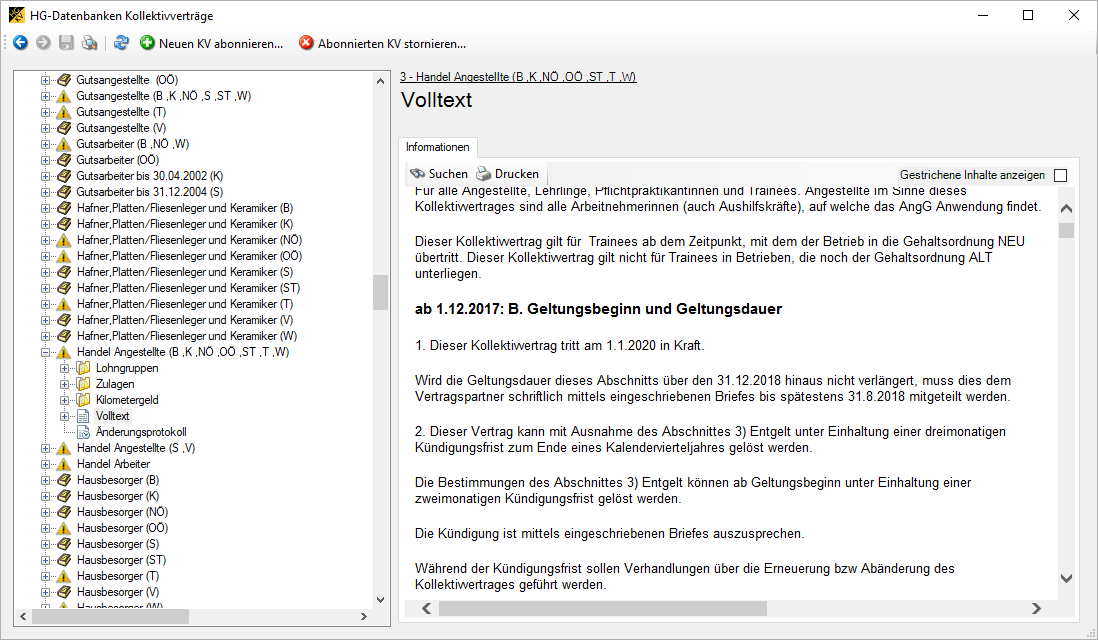 HG-Datenbanken Kollektivverträge
Neuen KV abonnieren...
Abonnierten KV stornieren...
Gutsangestellte (OÖ)
Gutsangestellte (B ,K ,NÖ ,S ,ST ,W)
Gutsangestellte (T)
Gutsangestellte (V)
Gutsarbeiter (B ,NÖ ,W)
Gutsarbeiter (OÖ)
Gutsarbeiter bis 30.04.2002 (K)
Gutsarbeiter bis 31.12.2004 (S)
Hafner,Platten/Fliesenleger und Keramiker (B)
Hafner,Platten/Fliesenleger und Keramiker (K)
Hafner,Platten/Fliesenleger und Keramiker (NÖ)
Hafner,Platten/Fliesenleger und Keramiker (OÖ)
Hafner,Platten/Fliesenleger und Keramiker (S)
Hafner,Platten/Fliesenleger und Keramiker (ST)
Hafner,Platten/Fliesenleger und Keramiker (T)
Hafner,Platten/Fliesenleger und Keramiker (V)
Hafner,Platten/Fliesenleger und Keramiker (W)
Handel Angestellte (B ,K ,NÖ ,OÖ ,ST ,T ,W)
Lohngruppen
Zulagen
Kilometergeld
Volltext
Änderungsprotokoll
Handel Angestellte (S ,V)
Handel Arbeiter
Hausbesorger (B)
Hausbesorger (K)
Hausbesorger (NÖ)
Hausbesorger (OÖ)
Hausbesorger (S)
Hausbesorger (ST)
Hausbesorger (T)
Hausbesorger (V)
Hausbesorger (W)
3 - Handel Angestellte (B ,K ,NÖ ,OÖ ,ST ,T ,W)
Volltext
Informationen
Suchen
Drucken
Gestrichene Inhalte anzeigen
Für alle Angestellte, Lehrlinge, PflichtpraktikantInnen und Trainees. Angestellte im Sinne dieses
Kollektivvertrages sind alle Arbeitnehmerinnen (auch Aushilfskräfte), auf welche das AngG Anwendung findet.
Dieser Kollektivvertrag gilt für  Trainees ab dem Zeitpunkt, mit dem der Betrieb in die Gehaltsordnung NEU
übertritt. Dieser Kollektivvertrag gilt nicht für Trainees in Betrieben, die noch der Gehaltsordnung ALT
unterliegen.
ab 1.12.2017: B. Geltungsbeginn und Geltungsdauer
1. Dieser Kollektivvertrag tritt am 1.1.2020 in Kraft.
Wird die Geltungsdauer dieses Abschnitts über den 31.12.2018 hinaus nicht verlängert, muss dies dem
Vertragspartner schriftlich mittels eingeschriebenen Briefes bis spätestens 31.8.2018 mitgeteilt werden.
2. Dieser Vertrag kann mit Ausnahme des Abschnittes 3) Entgelt unter Einhaltung einer dreimonatigen
Kündigungsfrist zum Ende eines Kalendervierteljahres gelöst werden.
Die Bestimmungen des Abschnittes 3) Entgelt können ab Geltungsbeginn unter Einhaltung einer
zweimonatigen Kündigungsfrist gelöst werden.
Die Kündigung ist mittels eingeschriebenen Briefes auszusprechen.
Während der Kündigungsfrist sollen Verhandlungen über die Erneuerung bzw Abänderung des
Kollektivvertrages geführt werden.